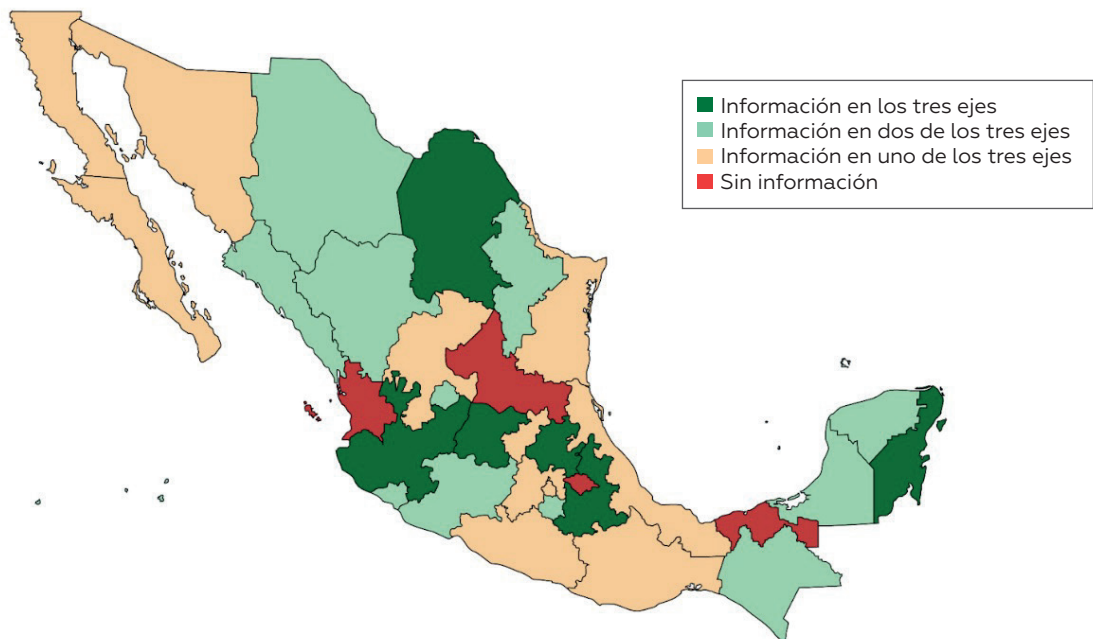 Información en los tres ejes
Información en dos de los tres ejes
Información en uno de los tres ejes
Sin información